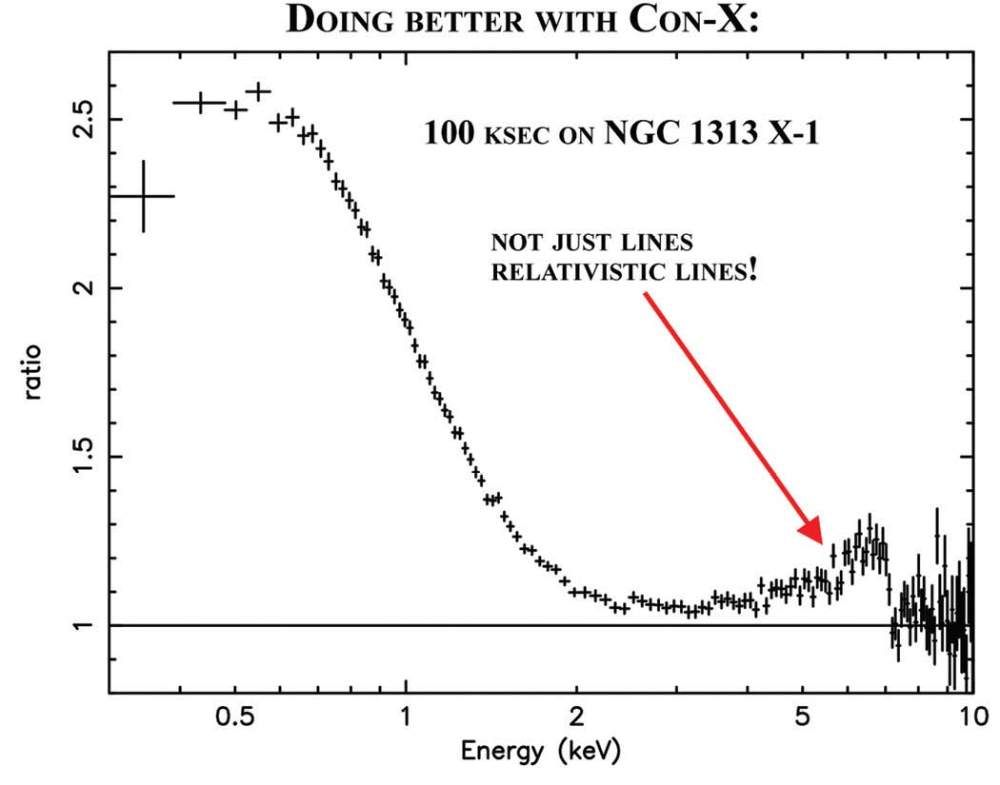 DOING BETTER WITH CON-X:
100 KSEC ON NGC 1313 X-1
NOT JUST LINES
RELATIVISTIC LINES!
2.5
2
1.5
1
ratio
0.5 1 2 5 10
Energy (keV)